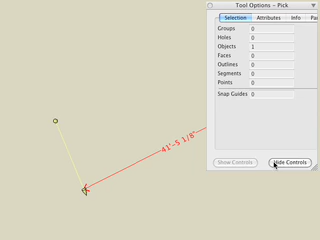 Tool Options - Pick
Selection Attributes Info
Groups 0
Holes 0
Objects 1
Faces 0
Outlines 0
Segments 0
Points 0
Snap Guides 0
Show Controls Hide Controls
41'-5 1/8"